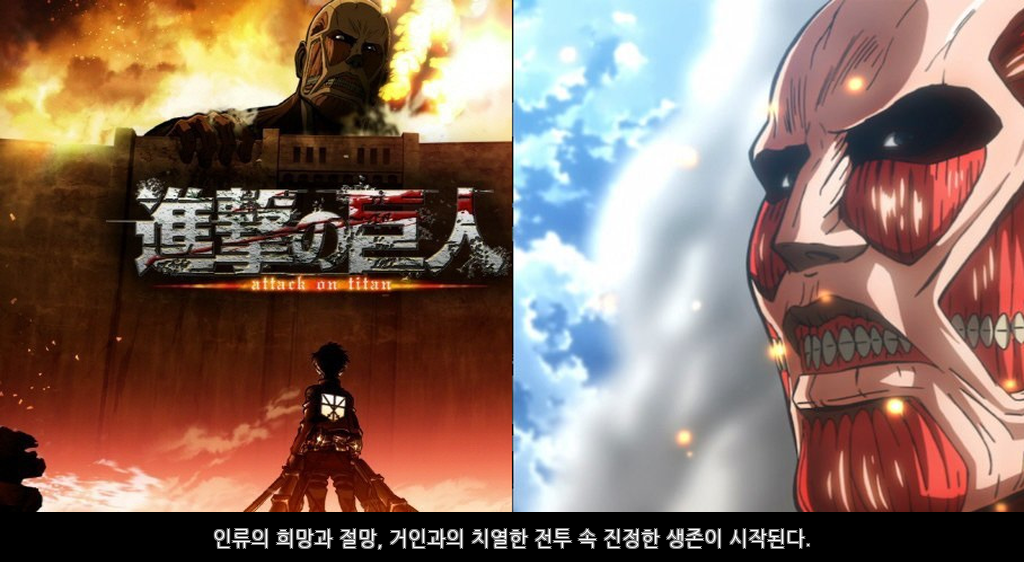 進撃の巨人
attack on titan
인류의 희망과 절망, 거인과의 치열한 전투 속 진정한 생존이 시작된다.